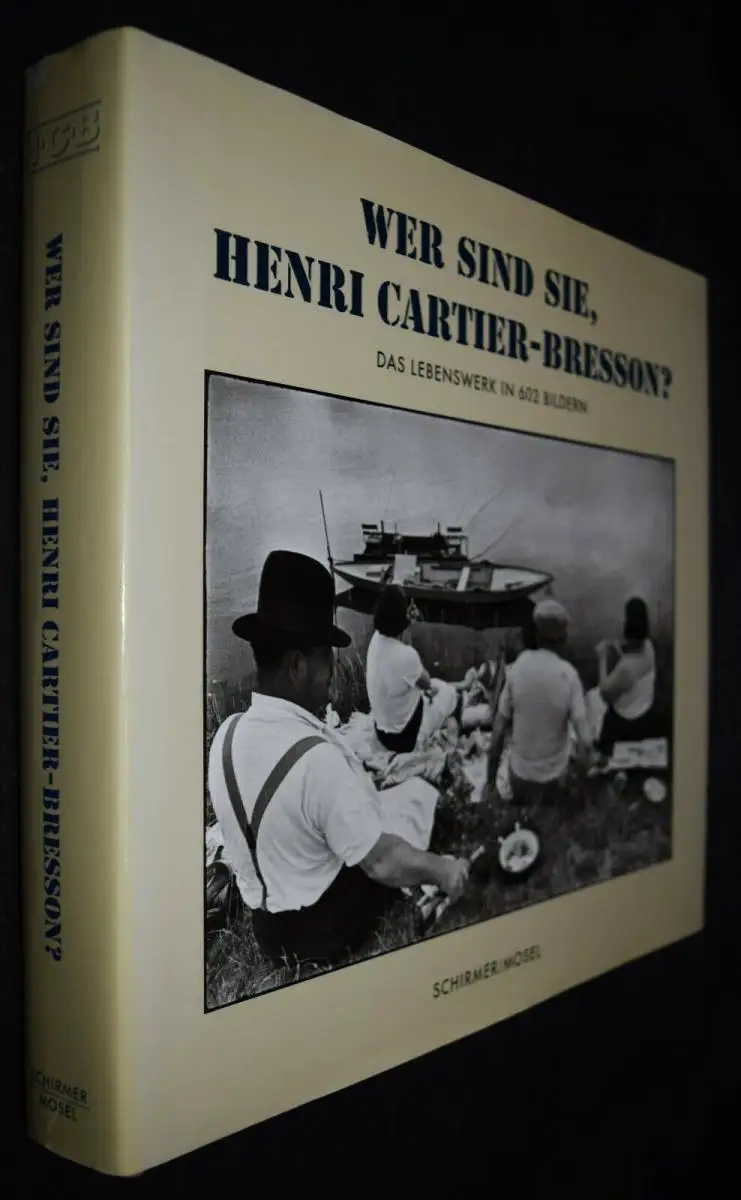 WER SIND SIE,
HENRI CARTIER-BRESSON?
DAS LEBENSWERK IN 602 BILDERN
SCHIRMER/MOSEL
WER SIND SIE, HENRI CARTIER-BRESSON?
SCHIRMER
MOSEL